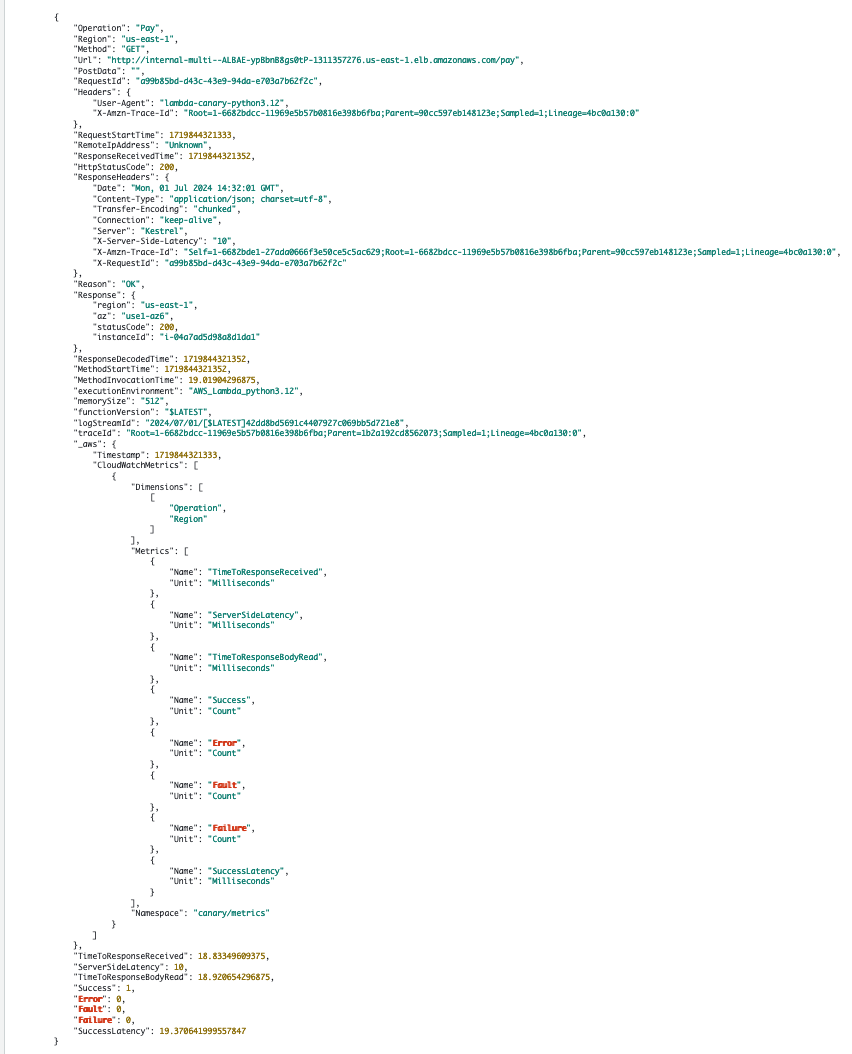 {
"Operation": "Pay",
"Region": "us-east-1",
"Method": "GET",
"Url": "http://internal-multi--ALBAE-ypBbnB8gs0tP-1311357276.us-east-1.elb.amazonaws.com/pay",
"PostData": "",
"RequestId": "a99b85bd-d43c-43e9-94da-e703a7b62f2c",
"Headers": {
"User-Agent": "lambda-canary-python3.12",
"X-Amzn-Trace-Id": "Root=1-6682bdcc-11969e5b57b0816e398b6fba;Parent=90cc597eb148123e;Sampled=1;Lineage=4bc0a130:0"
},
"RequestStartTime": 1719844321333,
"RemoteIpAddress": "Unknown",
"ResponseReceivedTime": 1719844321352,
"HttpStatusCode": 200,
"ResponseHeaders": {
"Date": "Mon, 01 Jul 2024 14:32:01 GMT",
"Content-Type": "application/json; charset=utf-8",
"Transfer-Encoding": "chunked",
"Connection": "keep-alive",
"Server": "Kestrel",
"X-Server-Side-Latency": "10",
"X-Amzn-Trace-Id": "Self=1-6682bde1-27ada0666f3e50ce5c5ac629;Root=1-6682bdcc-11969e5b57b0816e398b6fba;Parent=90cc597eb148123e;Sampled=1;Lineage=4bc0a130:0",
"X-RequestId": "a99b85bd-d43c-43e9-94da-e703a7b62f2c"
},
"Reason": "OK",
"Response": {
"region": "us-east-1",
"az": "use1-az6",
"statusCode": 200,
"instanceId": "i-04a7ad5d98a8d1da1"
},
"ResponseDecodedTime": 1719844321352,
"MethodStartTime": 1719844321352,
"MethodInvocationTime": 19.01904296875,
"executionEnvironment": "AWS_Lambda_python3.12",
"memorySize": "512",
"functionVersion": "$LATEST",
"logStreamId": "2024/07/01/[$LATEST]42dd8bd5691c4407927c069bb5d721e8",
"traceId": "Root=1-6682bdcc-11969e5b57b0816e398b6fba;Parent=1b2a192cd8562073;Sampled=1;Lineage=4bc0a130:0",
"_aws": {
"Timestamp": 1719844321333,
"CloudWatchMetrics": [
{
"Dimensions": [
[
"Operation",
"Region"
]
],
"Metrics": [
{
"Name": "TimeToResponseReceived",
"Unit": "Milliseconds"
},
{
"Name": "ServerSideLatency",
"Unit": "Milliseconds"
},
{
"Name": "TimeToResponseBodyRead",
"Unit": "Milliseconds"
},
{
"Name": "Success",
"Unit": "Count"
},
{
"Name": "Error",
"Unit": "Count"
},
{
"Name": "Fault",
"Unit": "Count"
},
{
"Name": "Failure",
"Unit": "Count"
},
{
"Name": "SuccessLatency",
"Unit": "Milliseconds"
}
],
"Namespace": "canary/metrics"
}
]
},
"TimeToResponseReceived": 18.83349609375,
"ServerSideLatency": 10,
"TimeToResponseBodyRead": 18.920654296875,
"Success": 1,
"Error": 0,
"Fault": 0,
"Failure": 0,
"SuccessLatency": 19.370641999557847
}